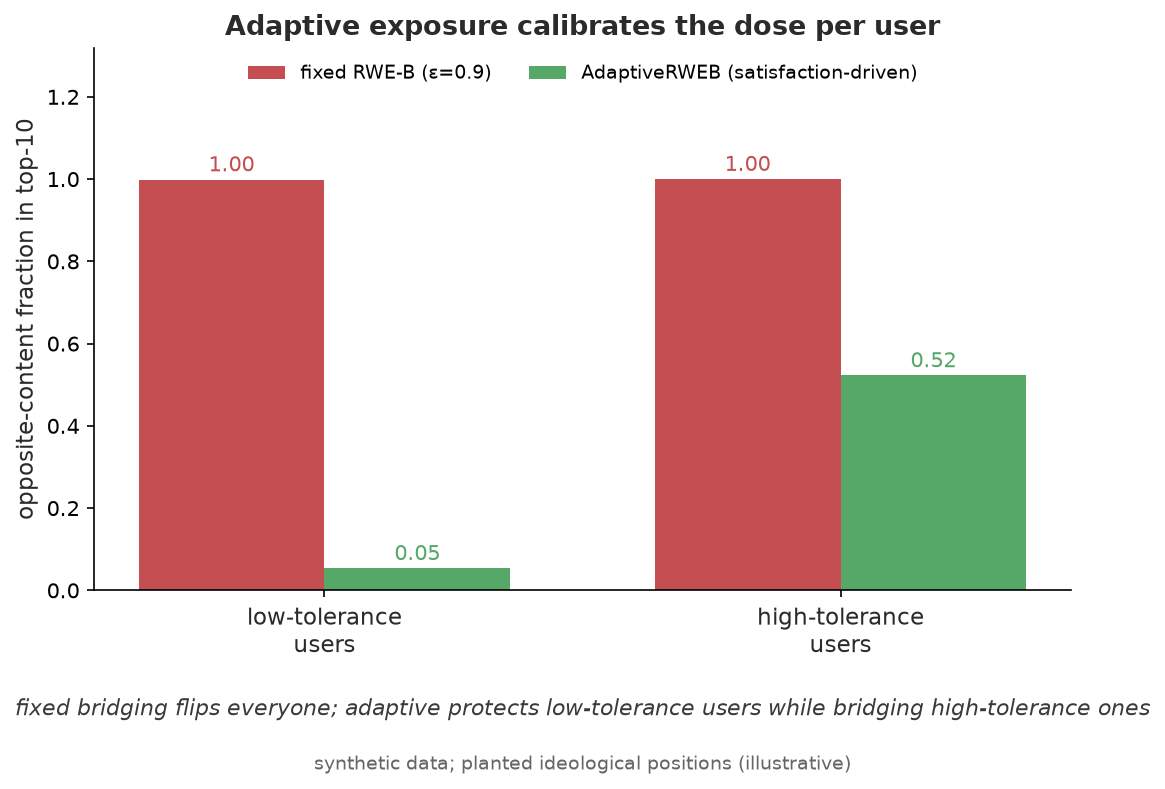 Adaptive exposure calibrates the dose per user
fixed RWE-B (ε=0.9)
AdaptiveRWEB (satisfaction-driven)
opposite-content fraction in top-10
1.2
1.0
0.8
0.6
0.4
0.2
0.0
1.00
0.05
1.00
0.52
low-tolerance
users
high-tolerance
users
fixed bridging flips everyone; adaptive protects low-tolerance users while bridging high-tolerance ones
synthetic data; planted ideological positions (illustrative)